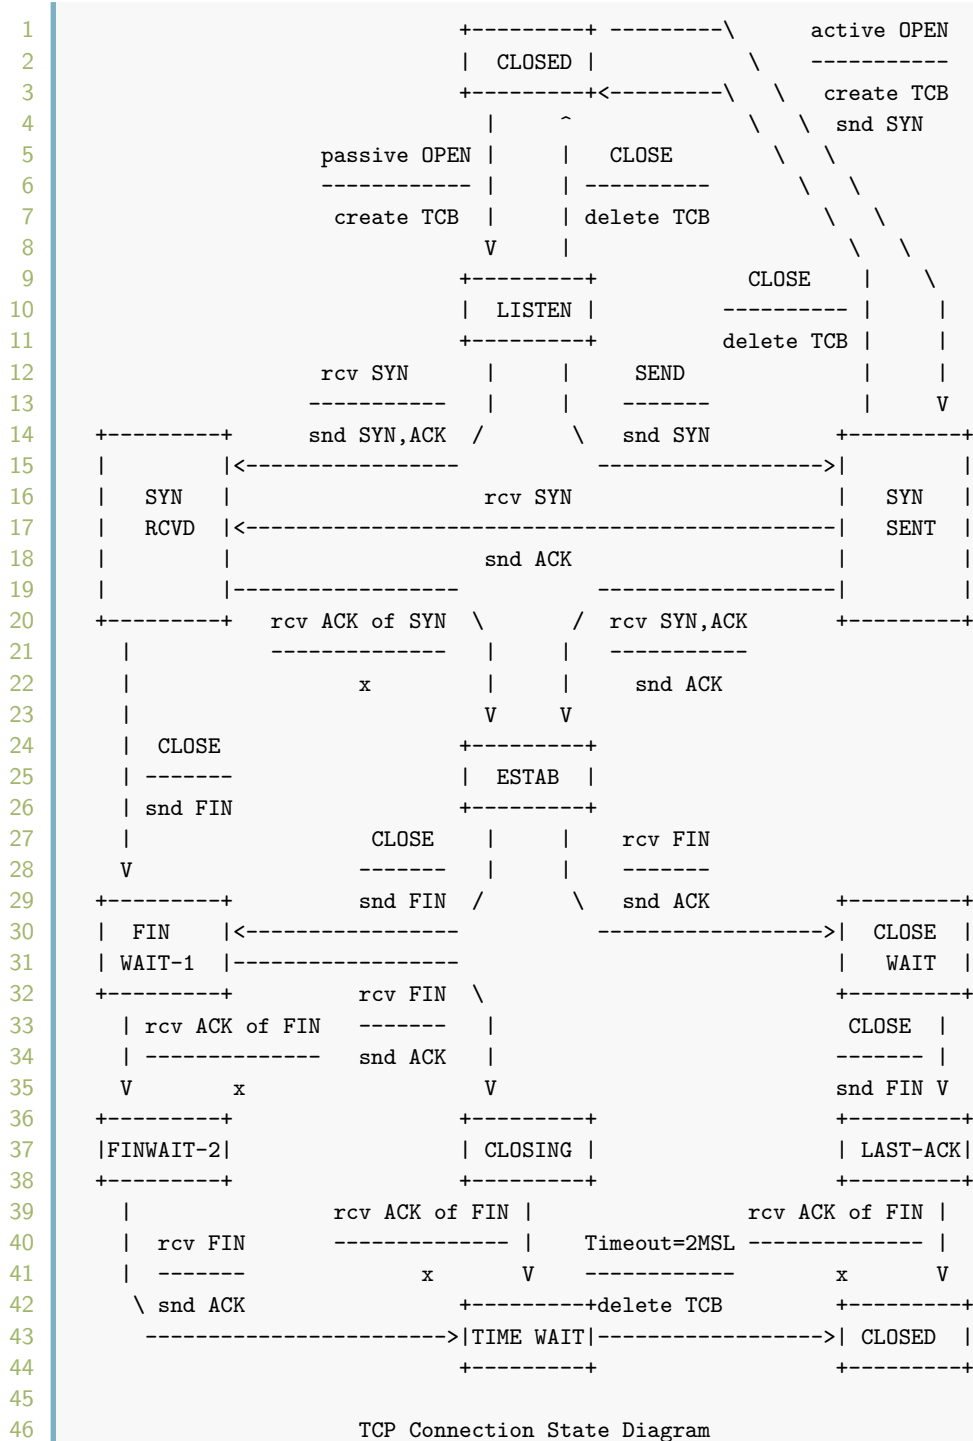 1                                  +---------+ ---------\      active OPEN
2                                  |  CLOSED |            \    -----------
3                                  +---------+<---------\   \   create TCB
4                                    |     ^              \   \  snd SYN
5                       passive OPEN |     |   CLOSE        \   \
6                       ------------ |     | ----------       \   \
7                        create TCB  |     | delete TCB         \   \
8                                    V     |                      \   \
9                                  +---------+            CLOSE    |    \
10                                 |  LISTEN |          ---------- |     |
11                                 +---------+          delete TCB |     |
12                      rcv SYN      |     |     SEND              |     |
13                     -----------   |     |    -------            |     V
14    +---------+      snd SYN,ACK  /       \   snd SYN          +---------+
15    |         |<-----------------           ------------------>|         |
16    |   SYN   |                    rcv SYN                     |   SYN   |
17    |   RCVD  |<-----------------------------------------------|   SENT  |
18    |         |                    snd ACK                     |         |
19    |         |------------------           -------------------|         |
20    +---------+   rcv ACK of SYN  \       /  rcv SYN,ACK       +---------+
21      |           --------------   |     |   -----------
22      |                  x         |     |     snd ACK
23      |                            V     V
24      |  CLOSE                   +---------+
25      | -------                  |  ESTAB  |
26      | snd FIN                  +---------+
27      |                   CLOSE    |     |    rcv FIN
28      V                  -------   |     |    -------
29    +---------+          snd FIN  /       \   snd ACK          +---------+
30    |  FIN    |<-----------------           ------------------>|  CLOSE  |
31    | WAIT-1  |------------------                              |   WAIT  |
32    +---------+          rcv FIN  \                            +---------+
33      | rcv ACK of FIN   -------   |                            CLOSE  |
34      | --------------   snd ACK   |                           ------- |
35      V        x                   V                           snd FIN V
36    +---------+                  +---------+                   +---------+
37    |FINWAIT-2|                  | CLOSING |                   | LAST-ACK|
38    +---------+                  +---------+                   +---------+
39      |                rcv ACK of FIN |                 rcv ACK of FIN |
40      |  rcv FIN       -------------- |    Timeout=2MSL -------------- |
41      |  -------              x       V    ------------        x       V
42       \ snd ACK                 +---------+delete TCB         +---------+
43        ------------------------>|TIME WAIT|------------------>| CLOSED  |
44                                 +---------+                   +---------+
45
46                         TCP Connection State Diagram